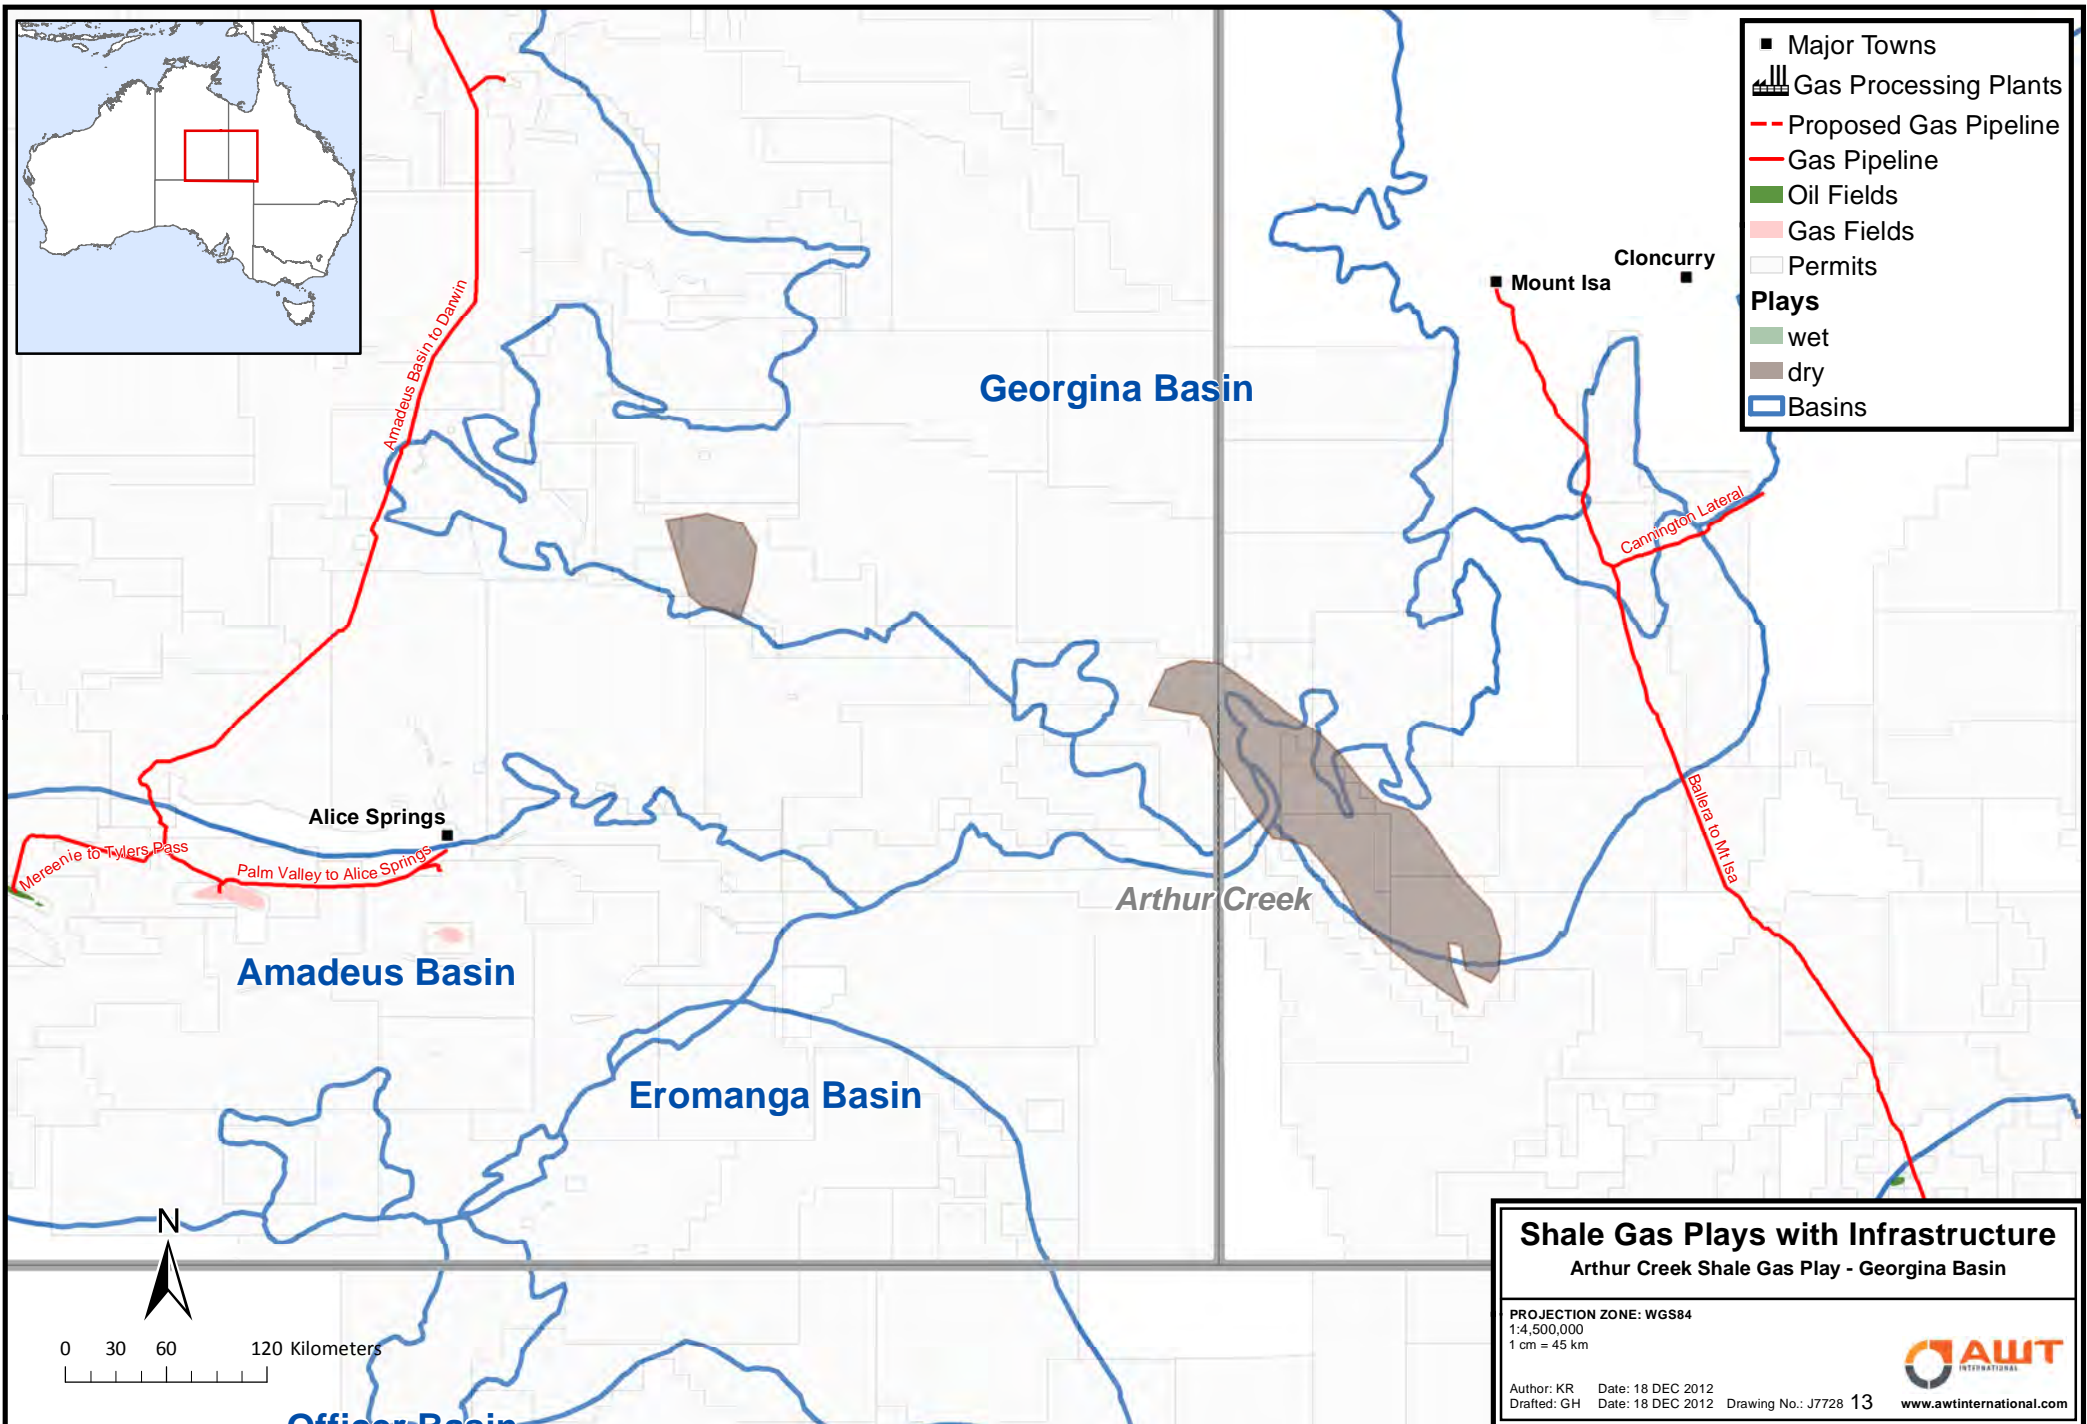 Major Towns
Gas Processing Plants
Proposed Gas Pipeline
Gas Pipeline
Oil Fields
Gas Fields
Permits
Plays
wet
dry
Basins
Cloncurry
Mount Isa
Amadeus Basin to Darwin
Georgina Basin
Cannington Lateral
Ballera to Mt Isa
Alice Springs
Mereenie to Tylers Pass
Palm Valley to Alice Springs
Arthur Creek
Amadeus Basin
Eromanga Basin
N
0 30 60 120 Kilometers
Officer Basin
Shale Gas Plays with Infrastructure
Arthur Creek Shale Gas Play - Georgina Basin
PROJECTION ZONE: WGS84
1:4,500,000
1 cm = 45 km
AWT
INTERNATIONAL
Author: KR Date: 18 DEC 2012
Drafted: GH Date: 18 DEC 2012 Drawing No.: J7728 13 www.awtinternational.com